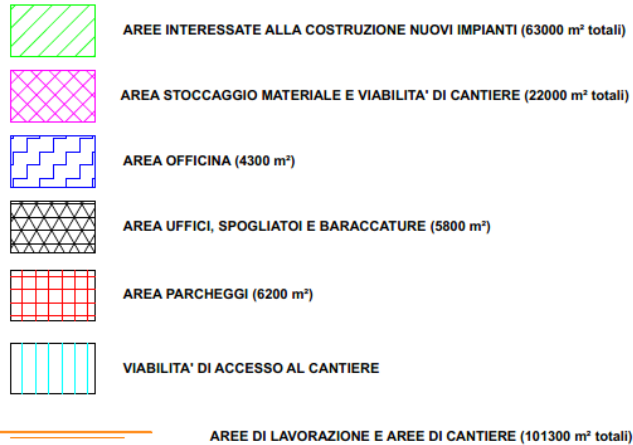 AREE INTERESSATE ALLA COSTRUZIONE NUOVI IMPIANTI (63000 m² totali)
AREA STOCCAGGIO MATERIALE E VIABILITA' DI CANTIERE (22000 m² totali)
AREA OFFICINA (4300 m²)
AREA UFFICI, SPOGLIATOI E BARACCATURE (5800 m²)
AREA PARCHEGGI (6200 m²)
VIABILITA' DI ACCESSO AL CANTIERE
AREE DI LAVORAZIONE E AREE DI CANTIERE (101300 m² totali)